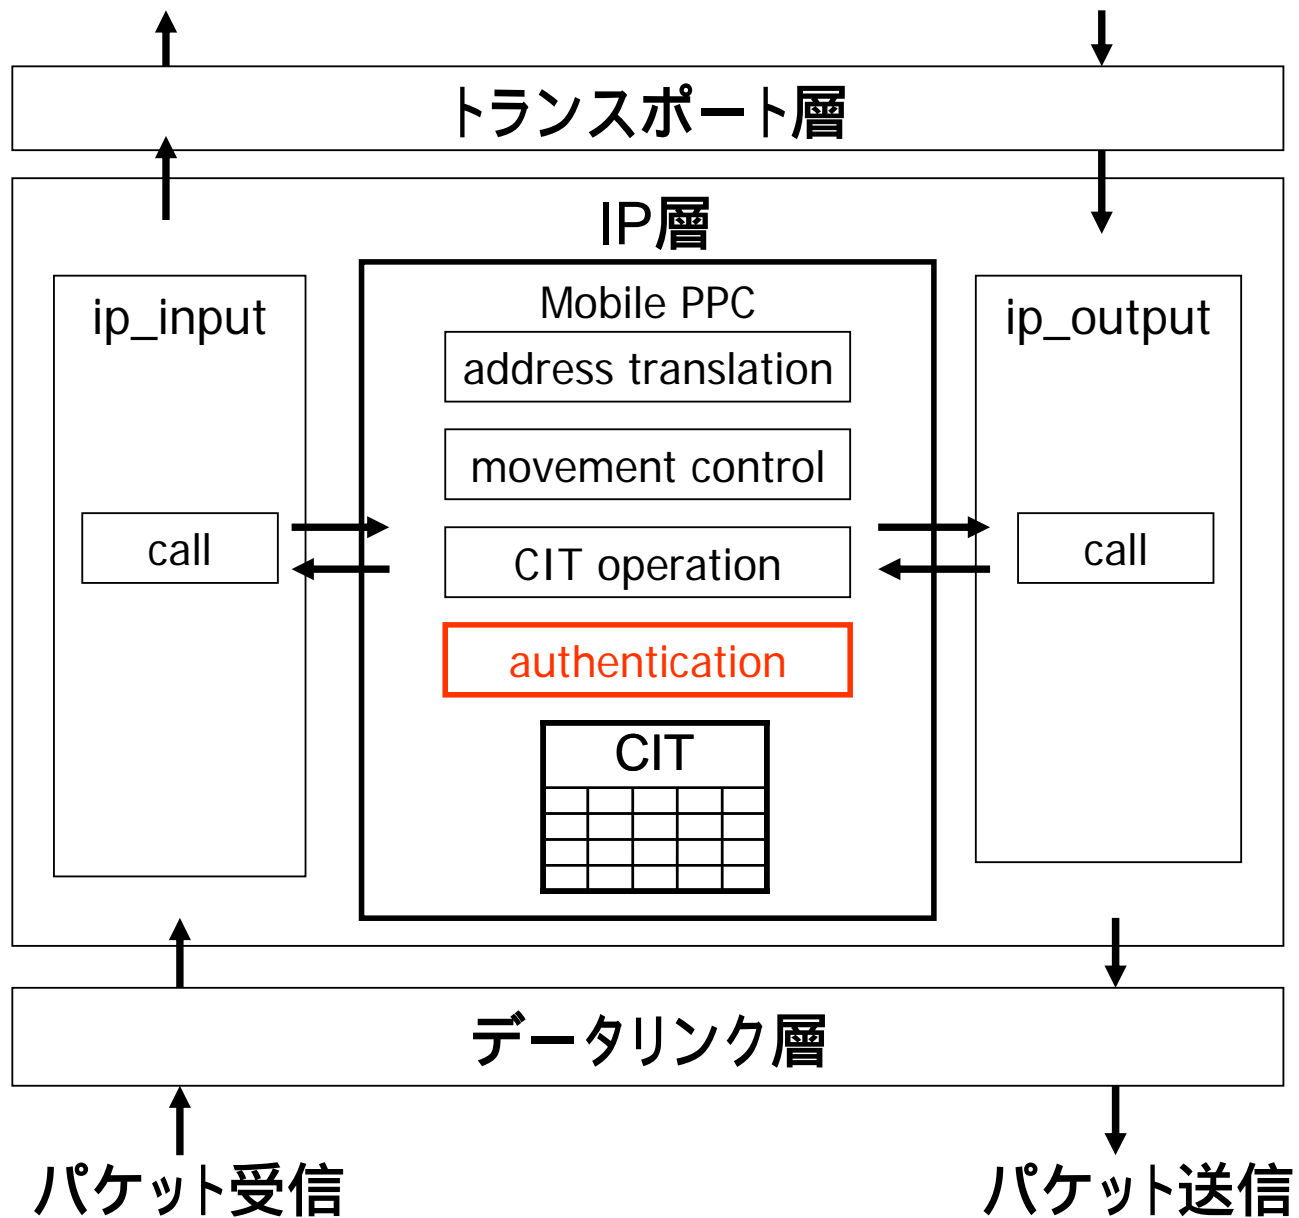 トランスポート層
IP層
ip_input
Mobile PPC
ip_output
address translation
movement control
call
CIT operation
call
authentication
CIT
データリンク層
パケット受信
パケット送信